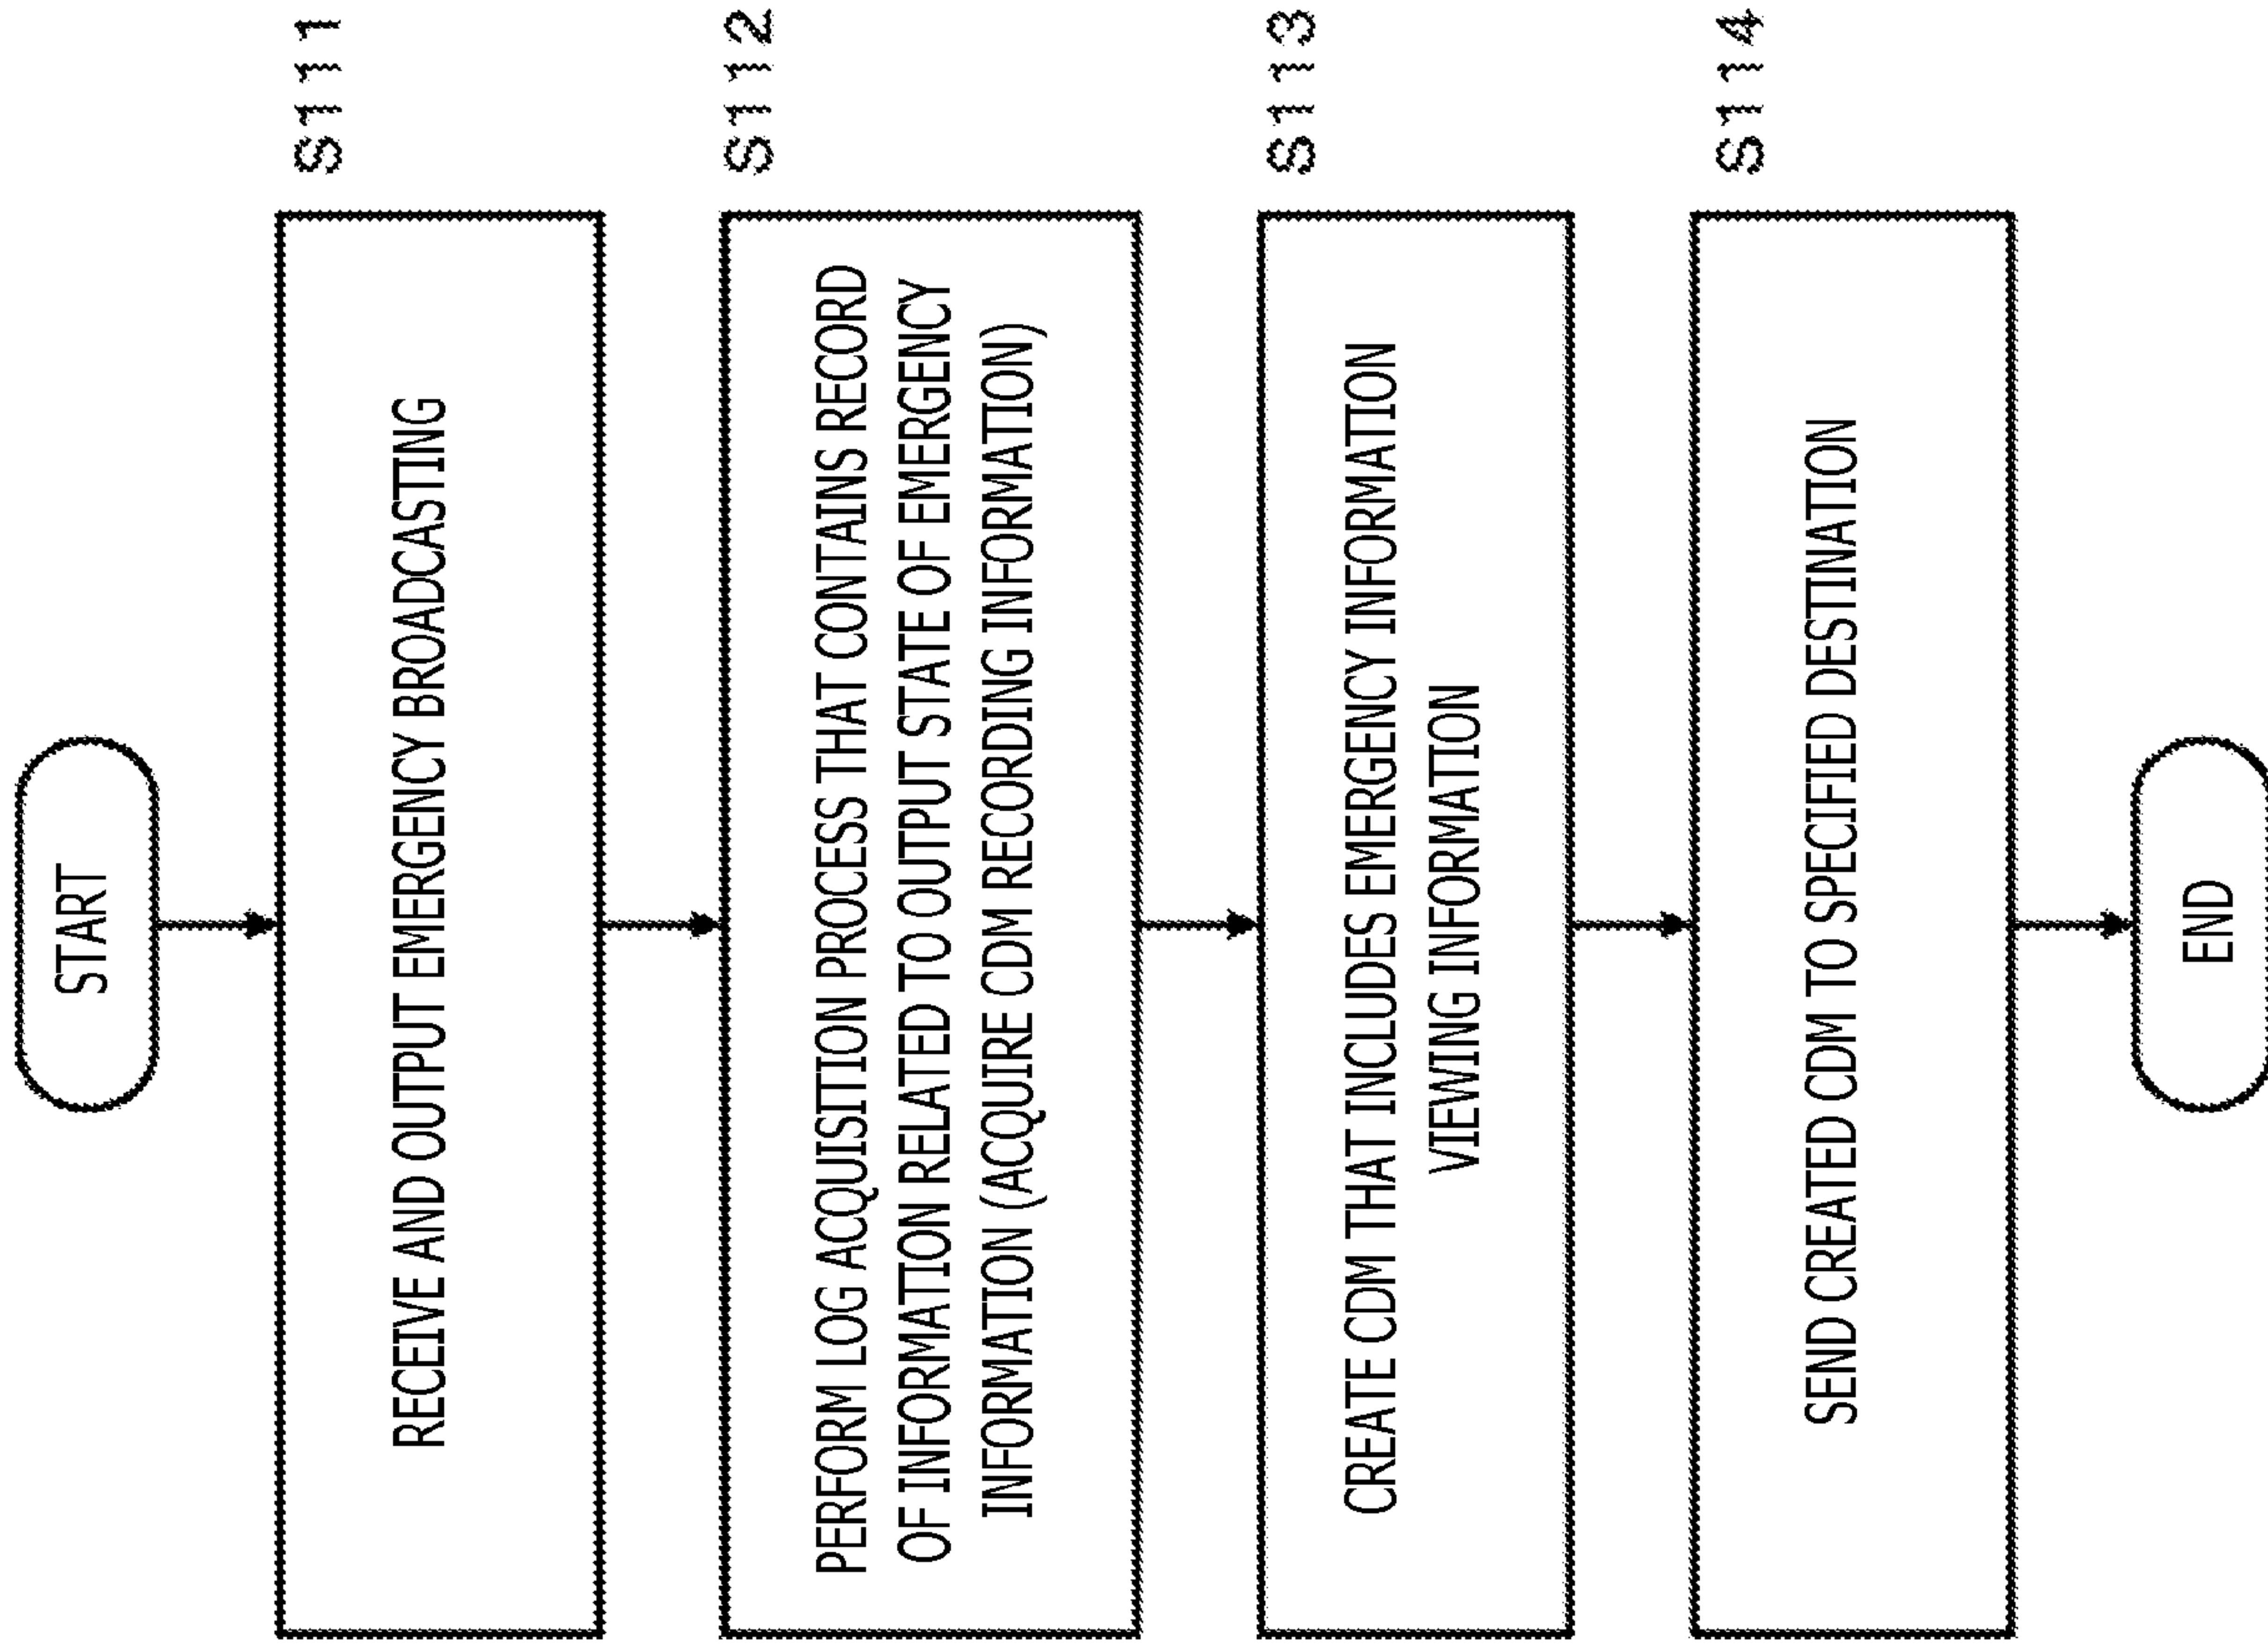 START
S111
RECEIVE AND OUTPUT EMERGENCY BROADCASTING
S112
PERFORM LOG ACQUISITION PROCESS THAT CONTAINS RECORD
OF INFORMATION RELATED TO OUTPUT STATE OF EMERGENCY
INFORMATION (ACQUIRE CDM RECORDING INFORMATION)
S113
CREATE CDM THAT INCLUDES EMERGENCY INFORMATION
VIEWING INFORMATION
S114
SEND CREATED CDM TO SPECIFIED DESTINATION
END